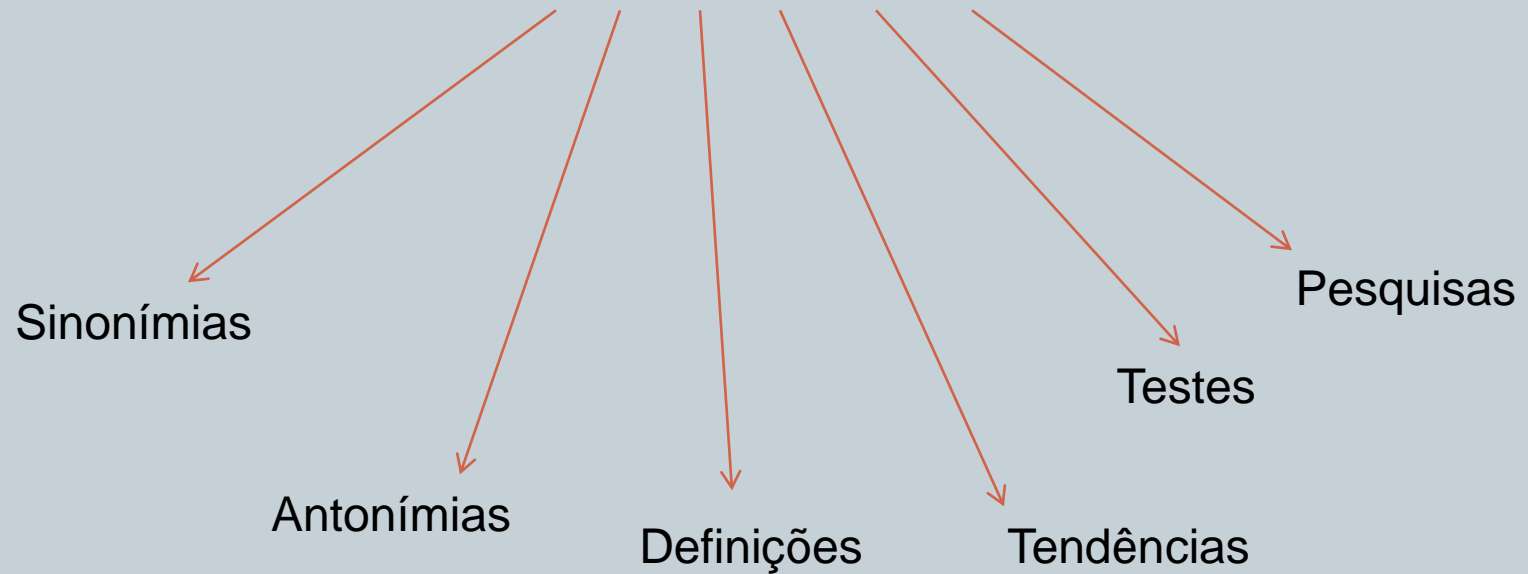 Sinonímias
Antonímias
Definições
Tendências
Testes
Pesquisas